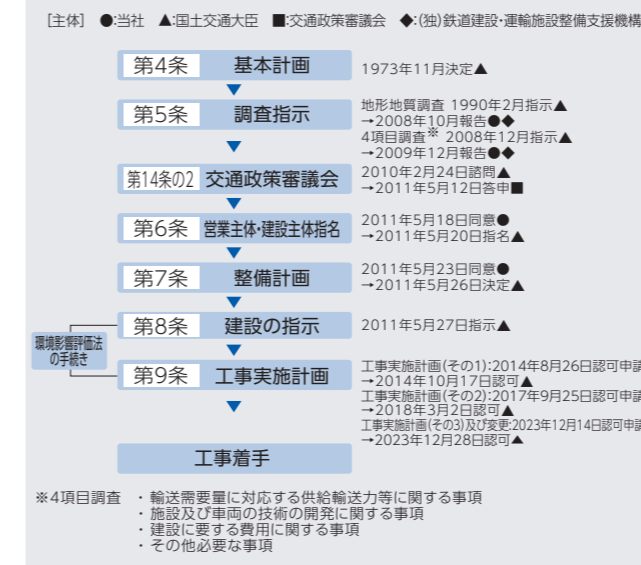 [主体] ●:当社 ▲:国土交通大臣 ■:交通政策審議会 ◆:(独)鉄道建設・運輸施設整備支援機構
第4条 基本計画 1973年11月決定▲
第5条 調査指示
地形地質調査 1990年2月指示▲
→2008年10月報告●◆
4項目調査※ 2008年12月指示▲
→2009年12月報告●◆
第14条の2 交通政策審議会
2010年2月24日諮問▲
→2011年5月12日答申■
第6条 営業主体・建設主体指名
2011年5月18日同意●
→2011年5月20日指名▲
第7条 整備計画
2011年5月23日同意●
→2011年5月26日決定▲
第8条 建設の指示 2011年5月27日指示▲
環境影響評価法
の手続き
第9条 工事実施計画
工事実施計画(その1):2014年8月26日認可申請
→2014年10月17日認可▲
工事実施計画(その2):2017年9月25日認可申請
→2018年3月2日認可▲
工事実施計画(その3)及び変更:2023年12月14日認可申請
→2023年12月28日認可▲
工事着手
※4項目調査 ・輸送需要量に対応する供給輸送力等に関する事項
・施設及び車両の技術の開発に関する事項
・建設に要する費用に関する事項
・その他必要な事項